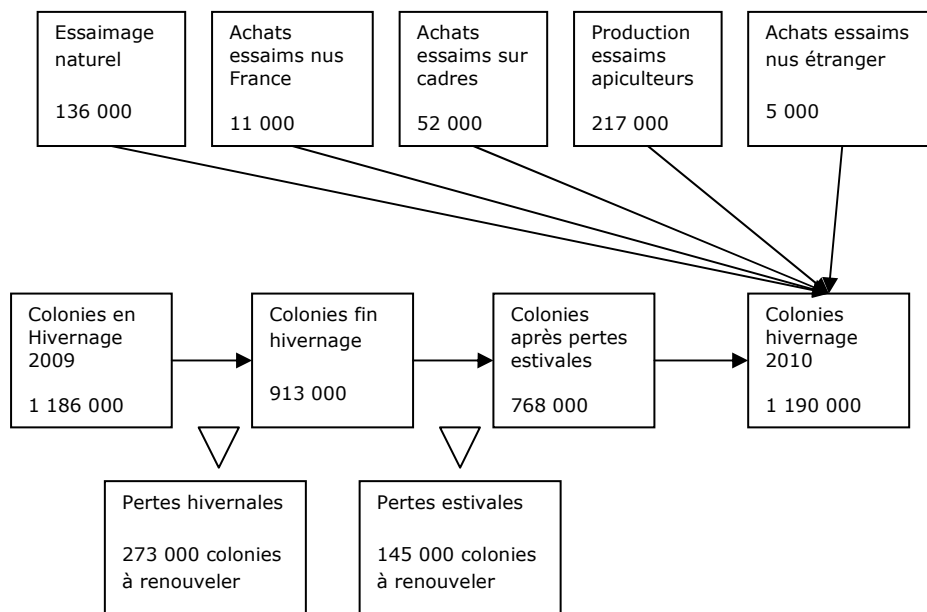 Essaimage
naturel
136 000
Achats
essaims nus
France
11 000
Achats
essaims sur
cadres
52 000
Production
essaims
apiculteurs
217 000
Achats essaims
nus étranger
5 000
Colonies en
Hivernage
2009
1 186 000
Colonies fin
hivernage
913 000
Colonies
après pertes
estivales
768 000
Colonies
hivernage
2010
1 190 000
Pertes hivernales
273 000 colonies
à renouveler
Pertes estivales
145 000 colonies
à renouveler